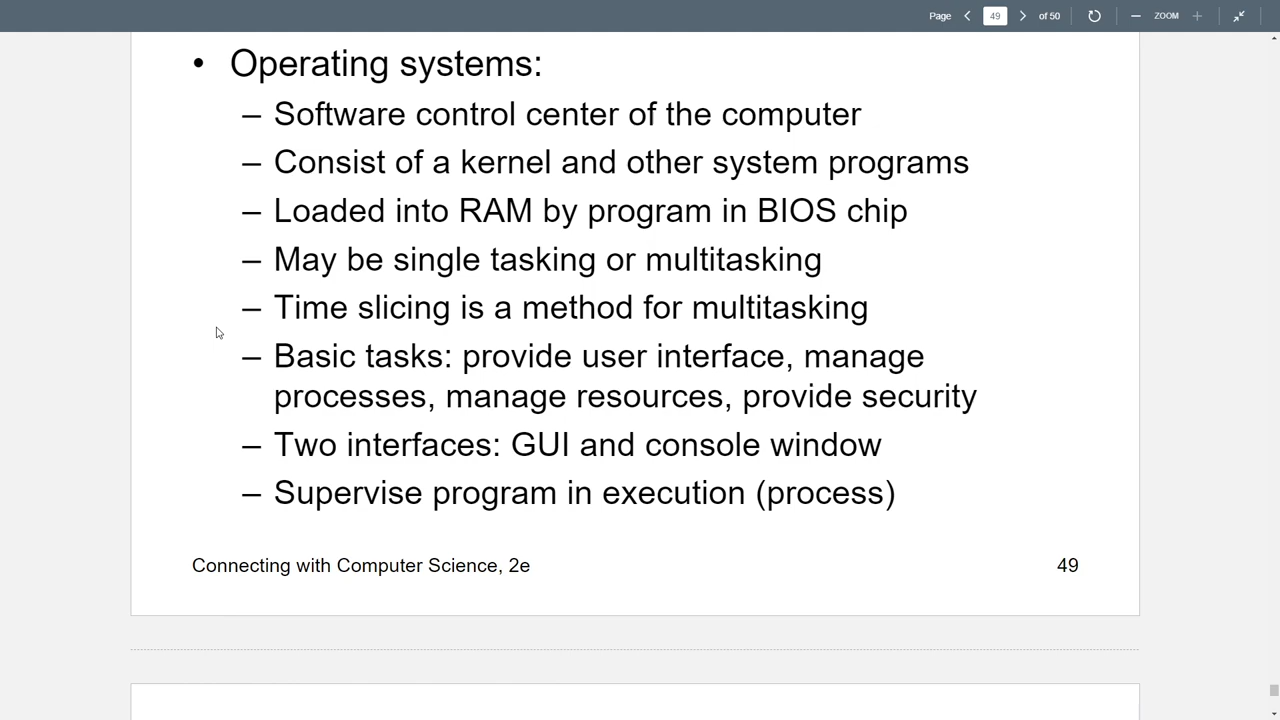 Page 49 of 50 ZOOM
• Operating systems:
– Software control center of the computer
– Consist of a kernel and other system programs
– Loaded into RAM by program in BIOS chip
– May be single tasking or multitasking
– Time slicing is a method for multitasking
– Basic tasks: provide user interface, manage
processes, manage resources, provide security
– Two interfaces: GUI and console window
– Supervise program in execution (process)
Connecting with Computer Science, 2e 49